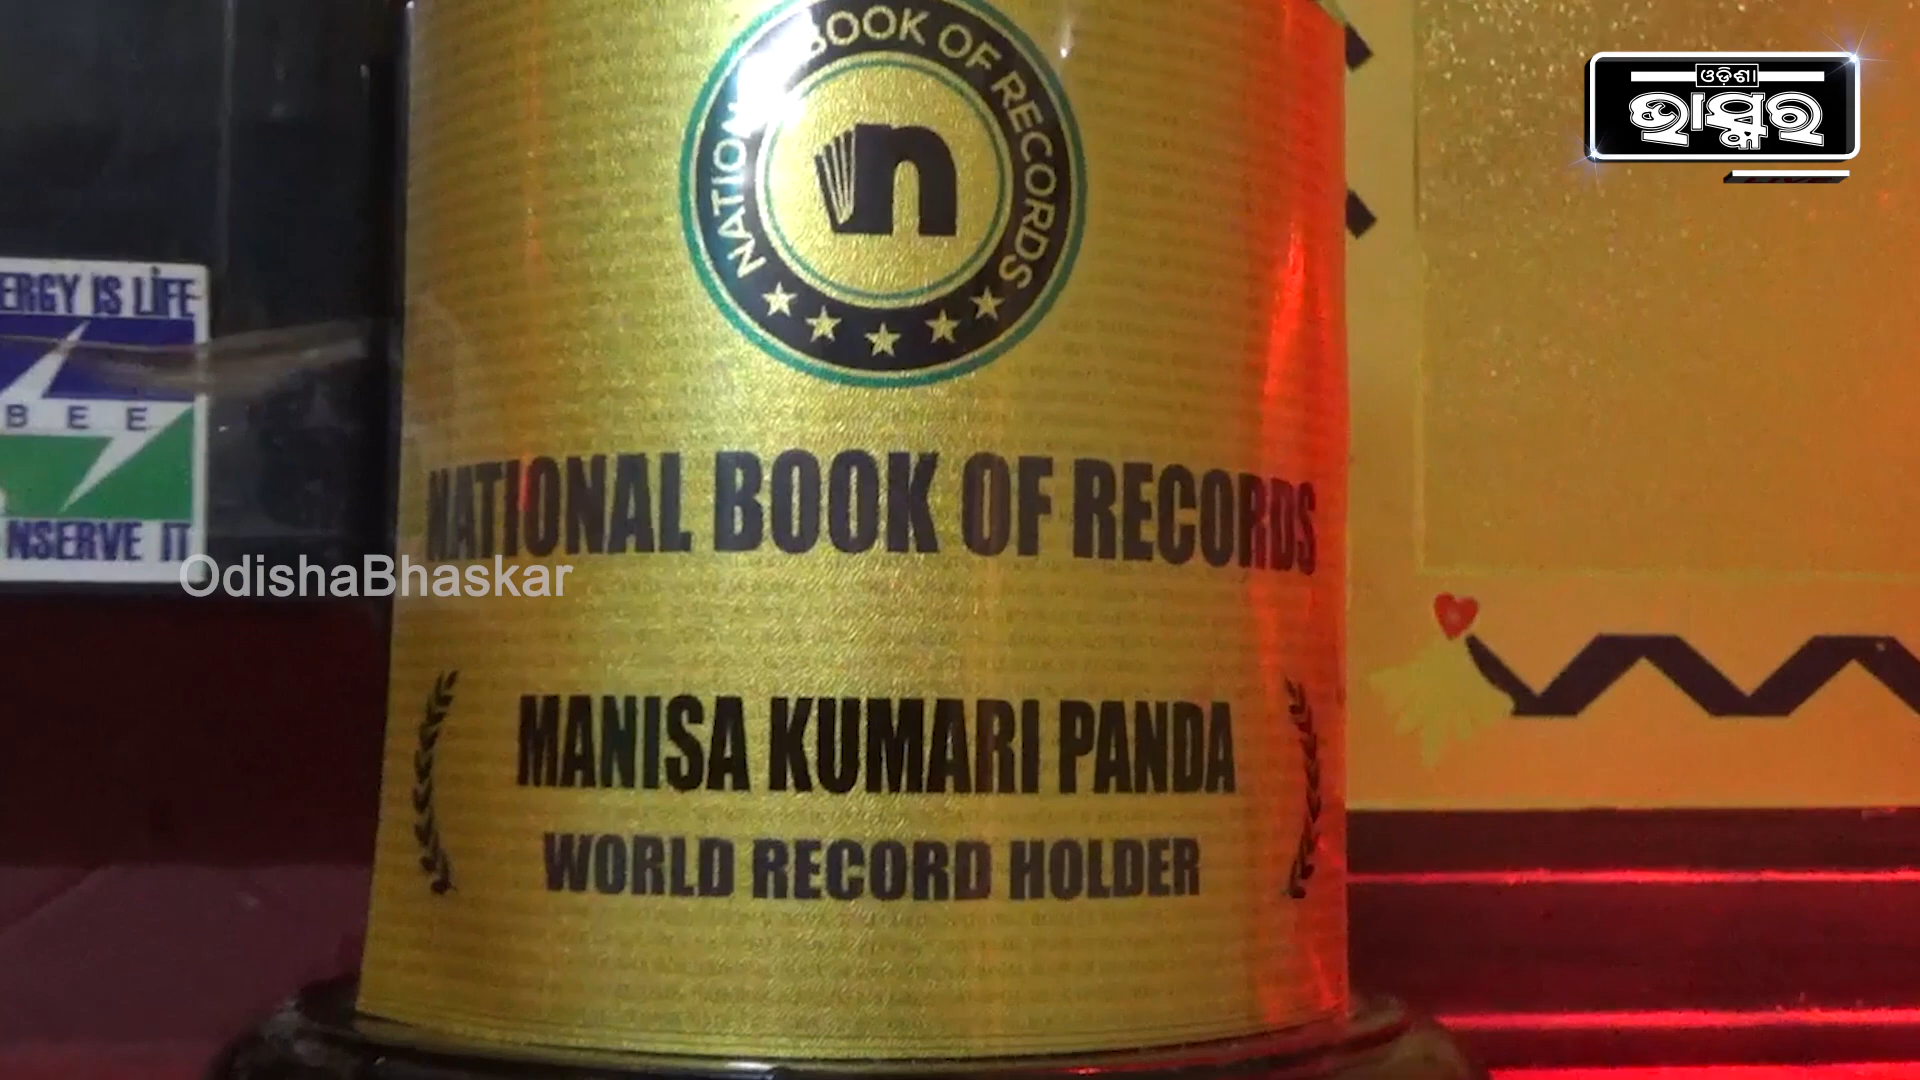 NATIONAL BOOK OF RECORDS
n
ଓଡ଼ିଶା
ଭାସ୍କର
ERGY IS LiFE
BEE
NSERVE IT
OdishaBhaskar
NATIONAL BOOK OF RECORDS
MANISA KUMARI PANDA
WORLD RECORD HOLDER